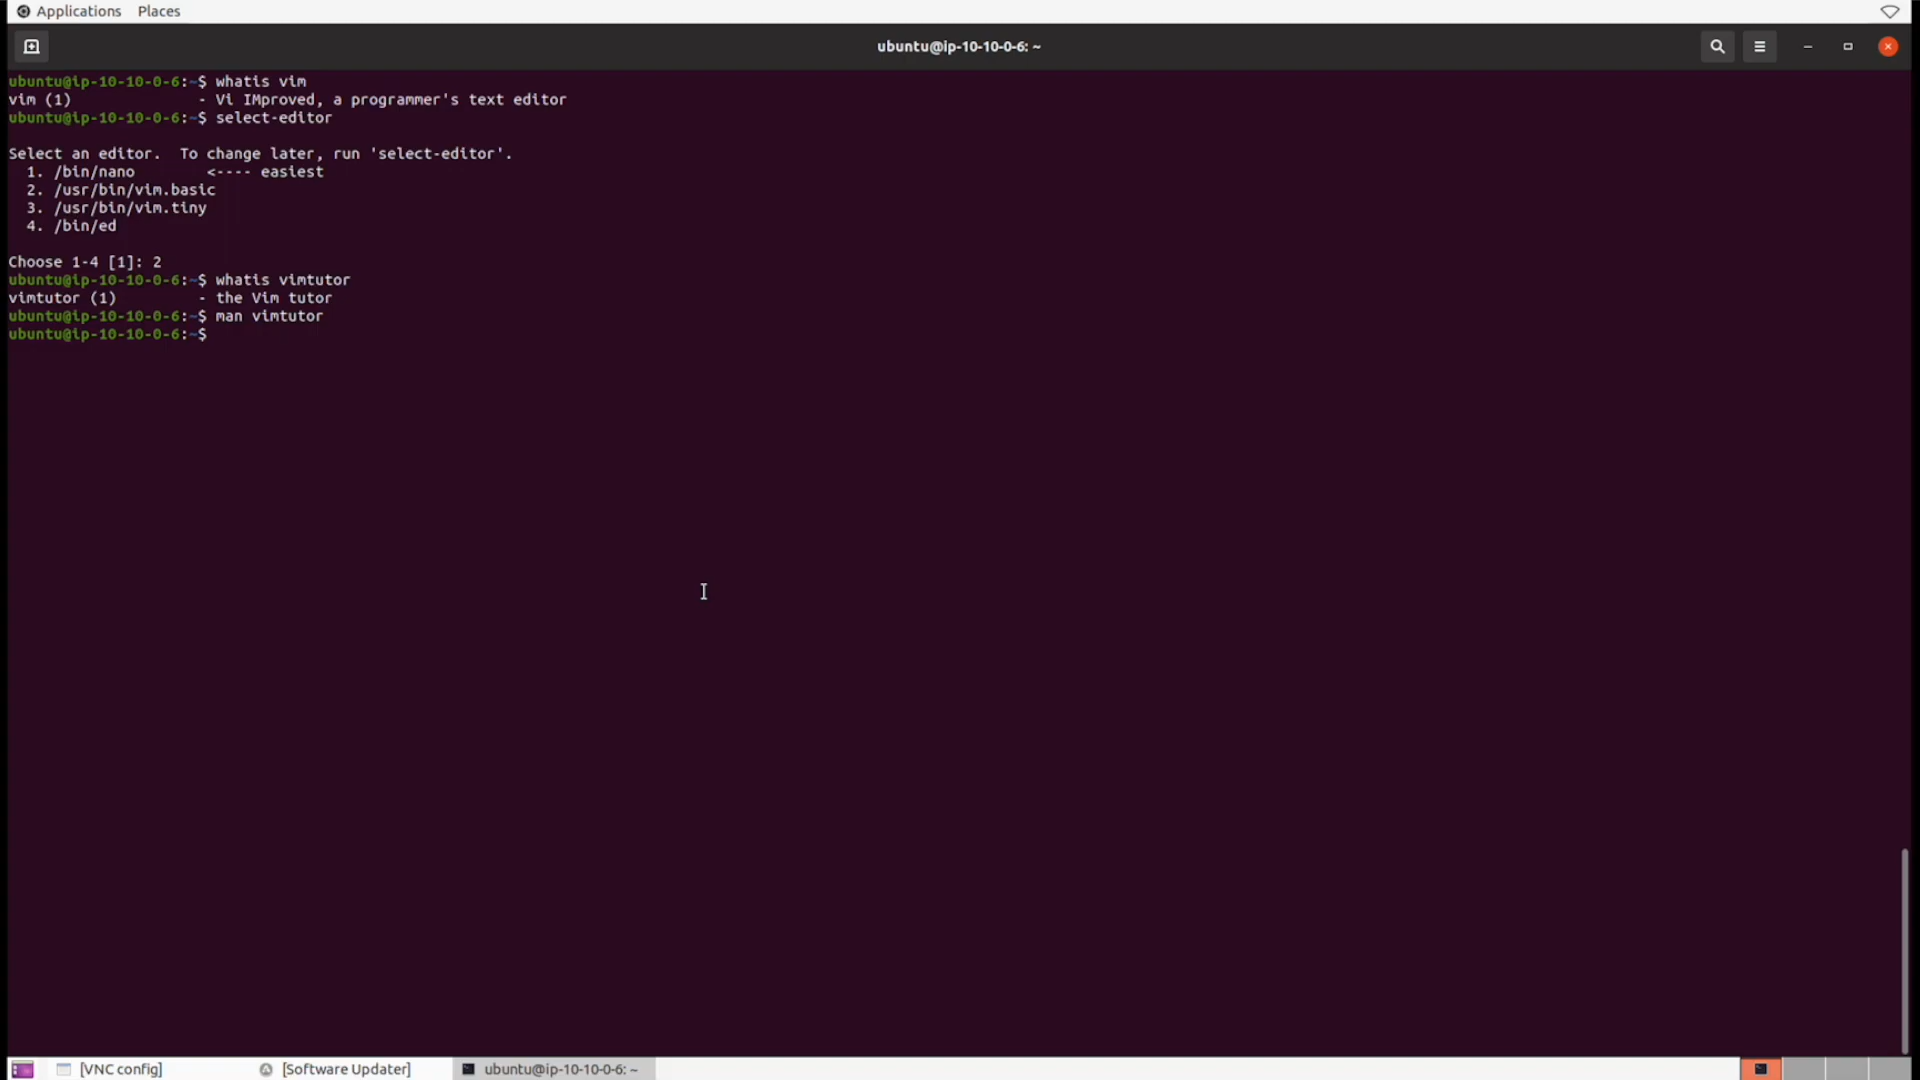 Applications Places
ubuntu@ip-10-10-0-6: ~
ubuntu@ip-10-10-0-6:~$ whatis vim
vim (1)              - Vi IMproved, a programmer's text editor
ubuntu@ip-10-10-0-6:~$ select-editor
Select an editor.  To change later, run 'select-editor'.
  1. /bin/nano        <---- easiest
  2. /usr/bin/vim.basic
  3. /usr/bin/vim.tiny
  4. /bin/ed
Choose 1-4 [1]: 2
ubuntu@ip-10-10-0-6:~$ whatis vimtutor
vimtutor (1)         - the Vim tutor
ubuntu@ip-10-10-0-6:~$ man vimtutor
ubuntu@ip-10-10-0-6:~$
[VNC config] [Software Updater] ubuntu@ip-10-10-0-6: ~